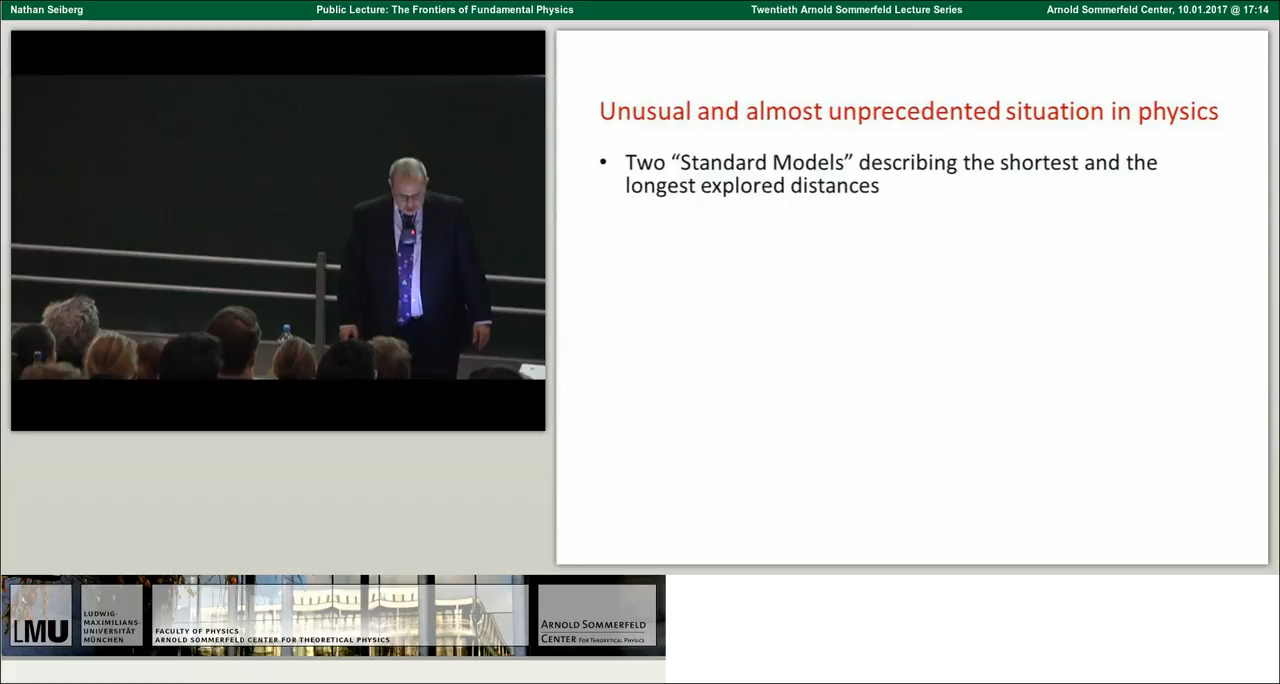 Nathan Seiberg
Public Lecture: The Frontiers of Fundamental Physics
Twentieth Arnold Sommerfeld Lecture Series
Arnold Sommerfeld Center, 10.01.2017 @ 17:14
Unusual and almost unprecedented situation in physics
• Two “Standard Models” describing the shortest and the
longest explored distances
LMU
LUDWIG-
MAXIMILIANS-
UNIVERSITÄT
MÜNCHEN
FACULTY OF PHYSICS
ARNOLD SOMMERFELD CENTER FOR THEORETICAL PHYSICS
ARNOLD SOMMERFELD
CENTER FOR THEORETICAL PHYSICS